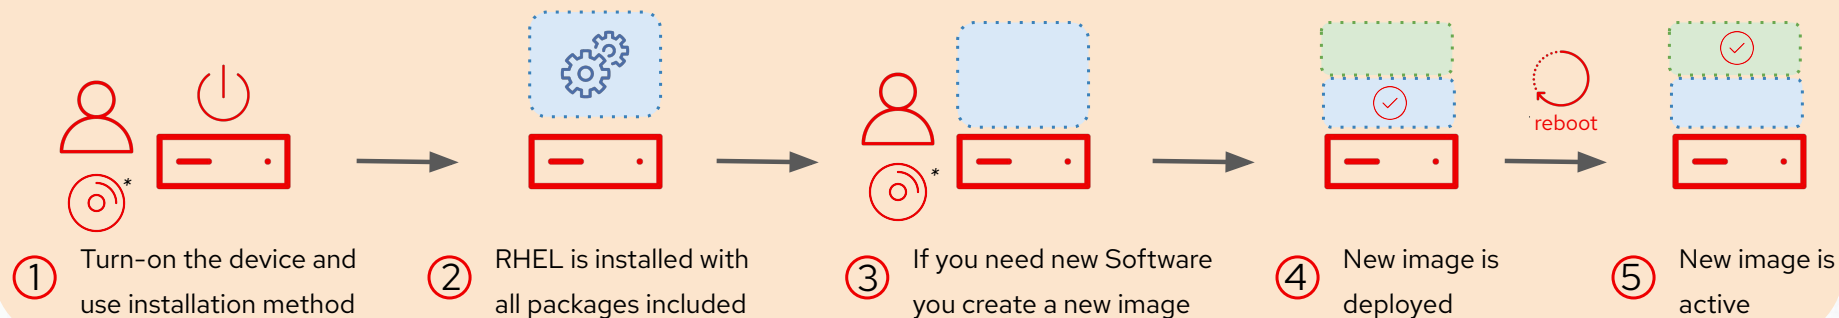 *
*
reboot
1
Turn-on the device and
use installation method
2
RHEL is installed with
all packages included
3
If you need new Software
you create a new image
4
New image is
deployed
5
New image is
active